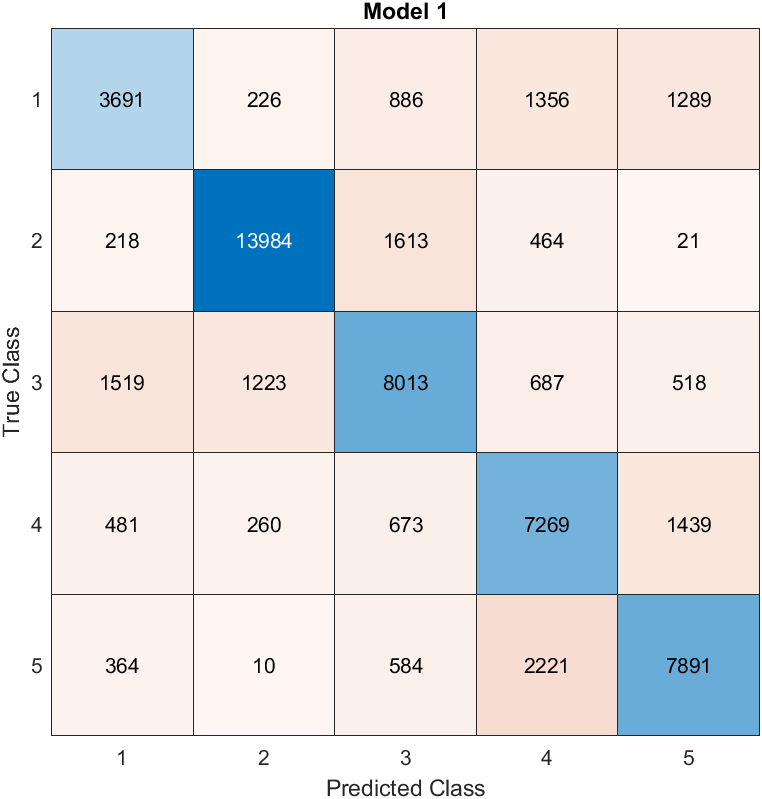 Model 1
1 3691 226 886 1356 1289
2 218 13984 1613 464 21
3 1519 1223 8013 687 518
4 481 260 673 7269 1439
5 364 10 584 2221 7891
1 2 3 4 5
True Class
Predicted Class